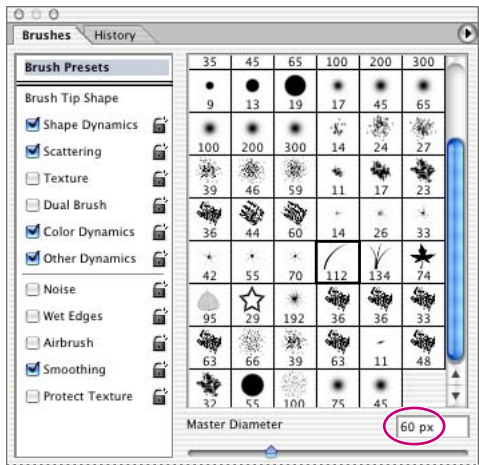 Brushes History
Brush Presets
Brush Tip Shape
Shape Dynamics
Scattering
Texture
Dual Brush
Color Dynamics
Other Dynamics
Noise
Wet Edges
Airbrush
Smoothing
Protect Texture
35 45 65 100 200 300
9 13 19 17 45 65
100 200 300 14 24 27
39 46 59 11 17 23
36 44 60 14 26 33
42 55 70 112 134 74
95 29 192 36 36 33
63 66 39 63 11 48
32 55 100 75 45
Master Diameter 60 px